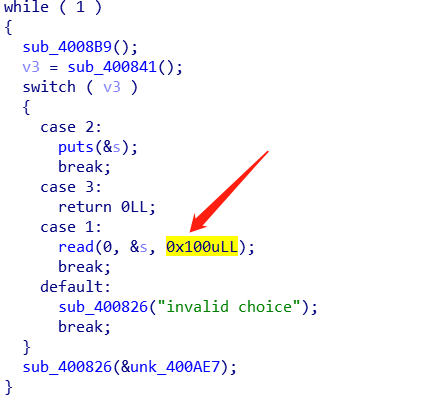 while ( 1 )
{
sub_4008B9();
v3 = sub_400841();
switch ( v3 )
{
case 2:
puts(&s);
break;
case 3:
return 0LL;
case 1:
read(0, &s, 0x100uLL);
break;
default:
sub_400826("invalid choice");
break;
}
sub_400826(&unk_400AE7);
}